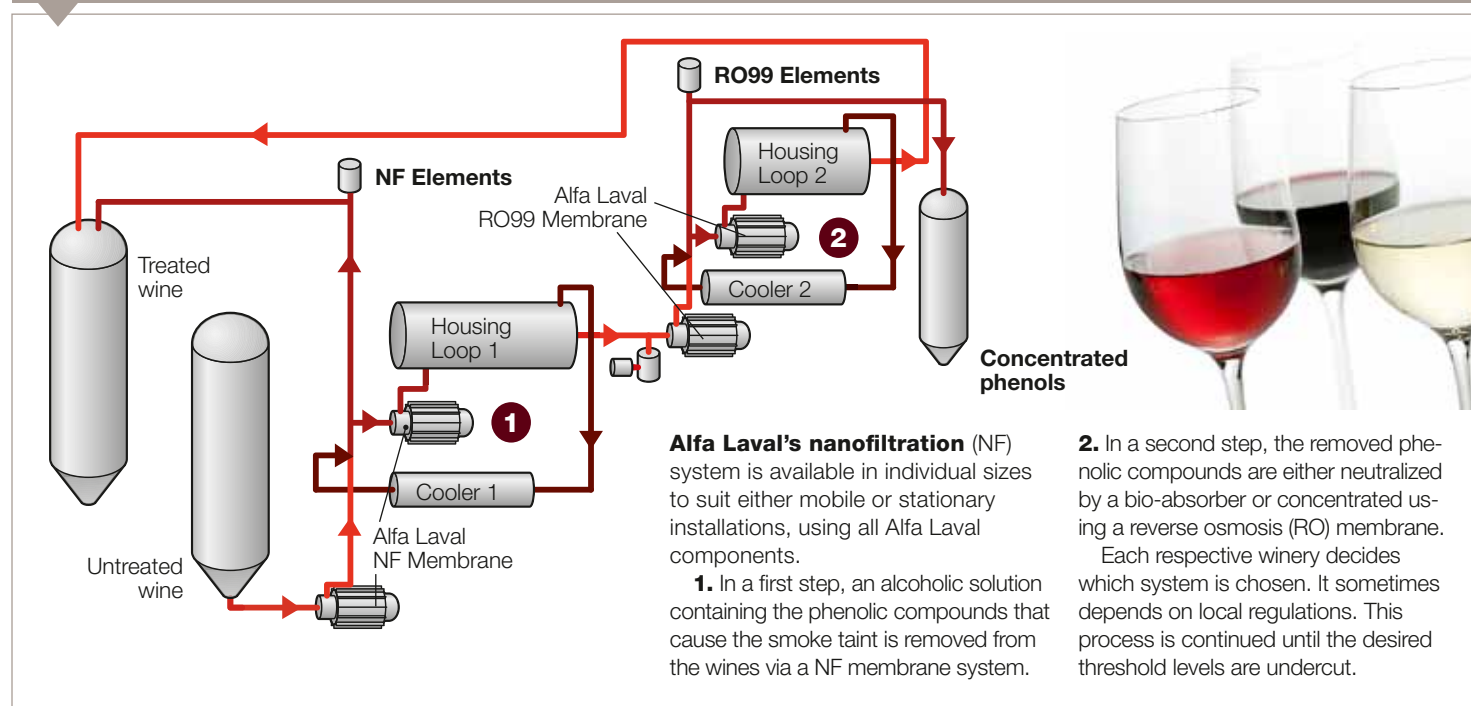 RO99 Elements
Housing
Loop 2
NF Elements
Alfa Laval
RO99 Membrane
2
Treated
wine
Cooler 2
Housing
Loop 1
Concentrated
phenols
1
Cooler 1
Alfa Laval
NF Membrane
Untreated
wine
Alfa Laval’s nanofiltration (NF)
system is available in individual sizes
to suit either mobile or stationary
installations, using all Alfa Laval
components.
1. In a first step, an alcoholic solution
containing the phenolic compounds that
cause the smoke taint is removed from
the wines via a NF membrane system.
2. In a second step, the removed phe-
nolic compounds are either neutralized
by a bio-absorber or concentrated us-
ing a reverse osmosis (RO) membrane.
Each respective winery decides
which system is chosen. It sometimes
depends on local regulations. This
process is continued until the desired
threshold levels are undercut.